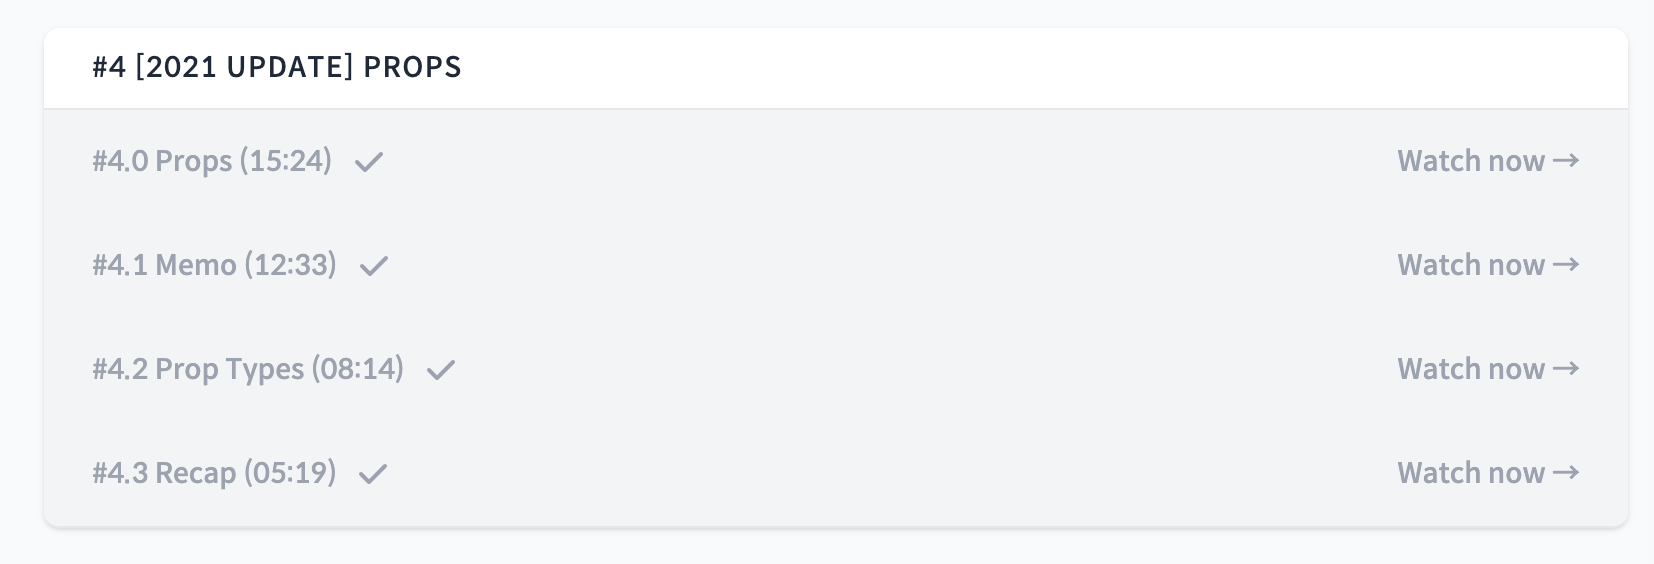 #4 [2021 UPDATE] PROPS
#4.0 Props (15:24) ✓ Watch now →
#4.1 Memo (12:33) ✓ Watch now →
#4.2 Prop Types (08:14) ✓ Watch now →
#4.3 Recap (05:19) ✓ Watch now →